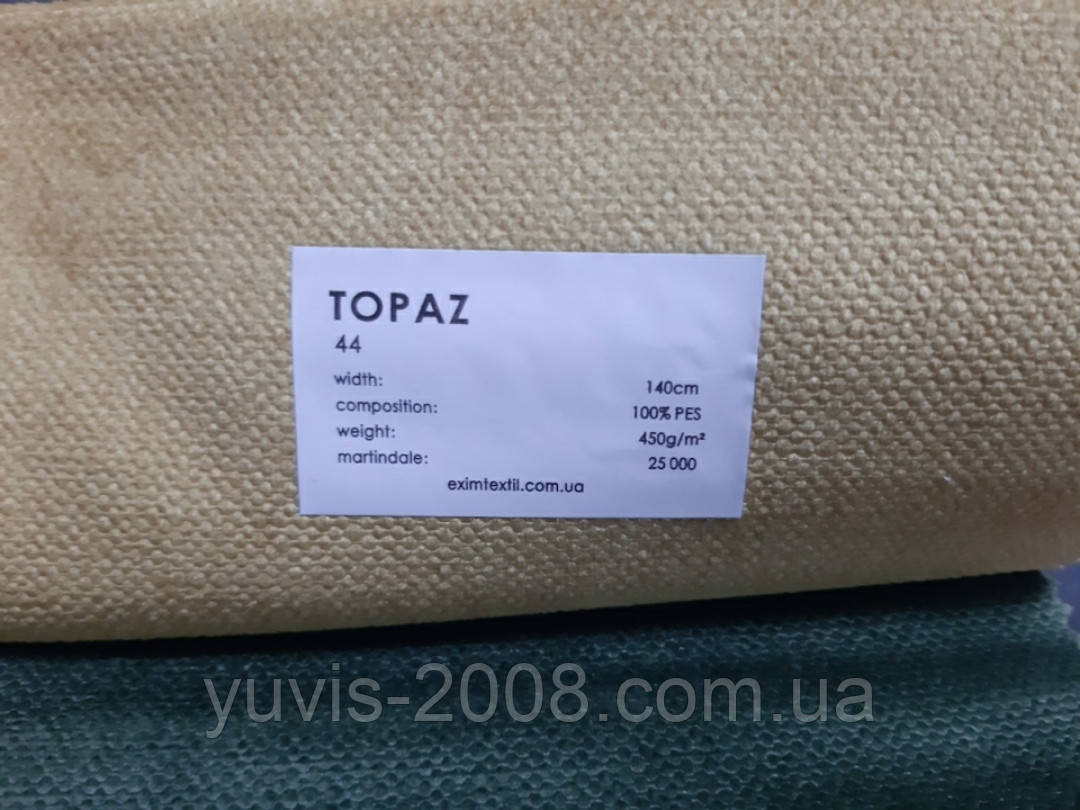 TOPAZ
44
width: 140cm
composition: 100% PES
weight: 450g/m²
martindale: 25 000
eximtextil.com.ua
yuvis-2008.com.ua